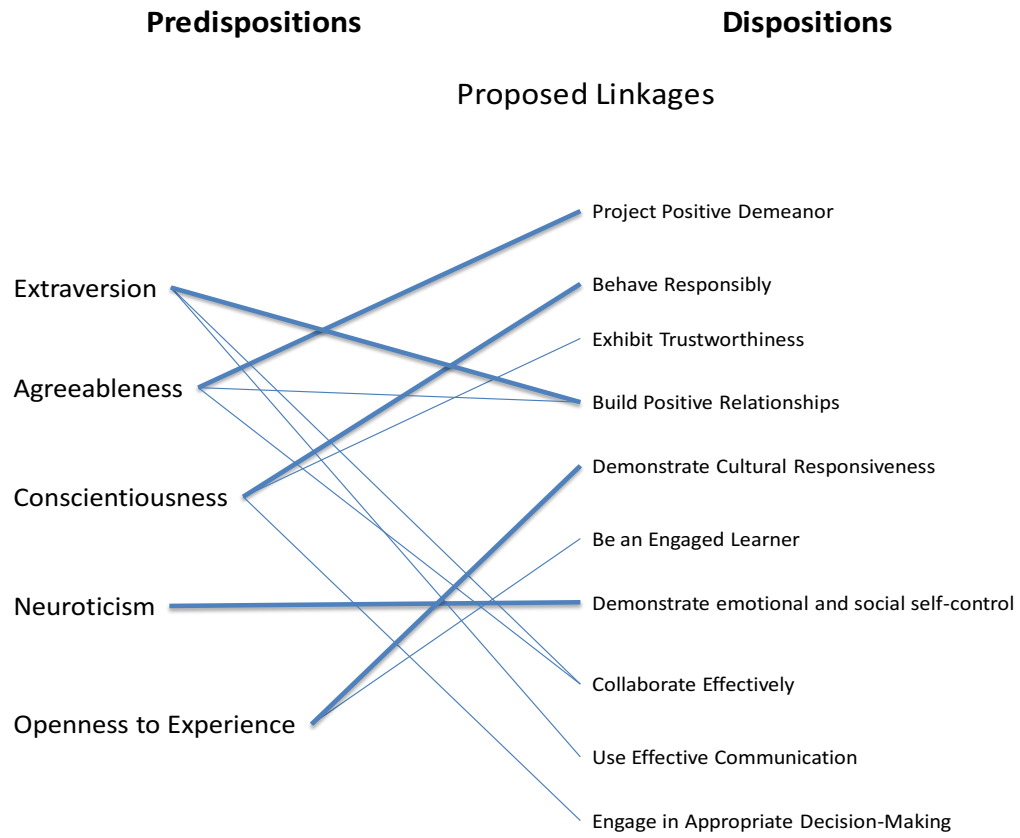 Predispositions
Dispositions
Proposed Linkages
Extraversion
Agreeableness
Conscientiousness
Neuroticism
Openness to Experience
Project Positive Demeanor
Behave Responsibly
Exhibit Trustworthiness
Build Positive Relationships
Demonstrate Cultural Responsiveness
Be an Engaged Learner
Demonstrate emotional and social self-control
Collaborate Effectively
Use Effective Communication
Engage in Appropriate Decision-Making